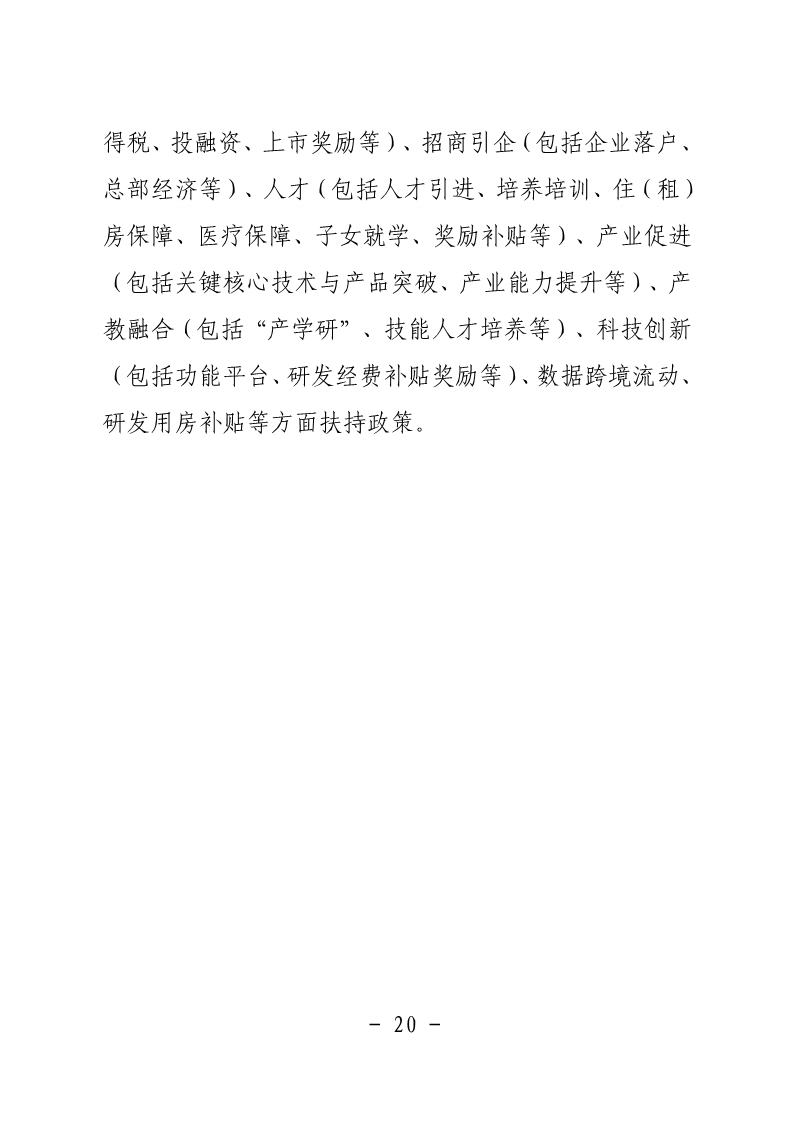 得税、投融资、上市奖励等）、招商引企（包括企业落户、
总部经济等）、人才（包括人才引进、培养培训、住（租）
房保障、医疗保障、子女就学、奖励补贴等）、产业促进
（包括关键核心技术与产品突破、产业能力提升等）、产
教融合（包括“产学研”、技能人才培养等）、科技创新
（包括功能平台、研发经费补贴奖励等）、数据跨境流动、
研发用房补贴等方面扶持政策。
－ 20 －